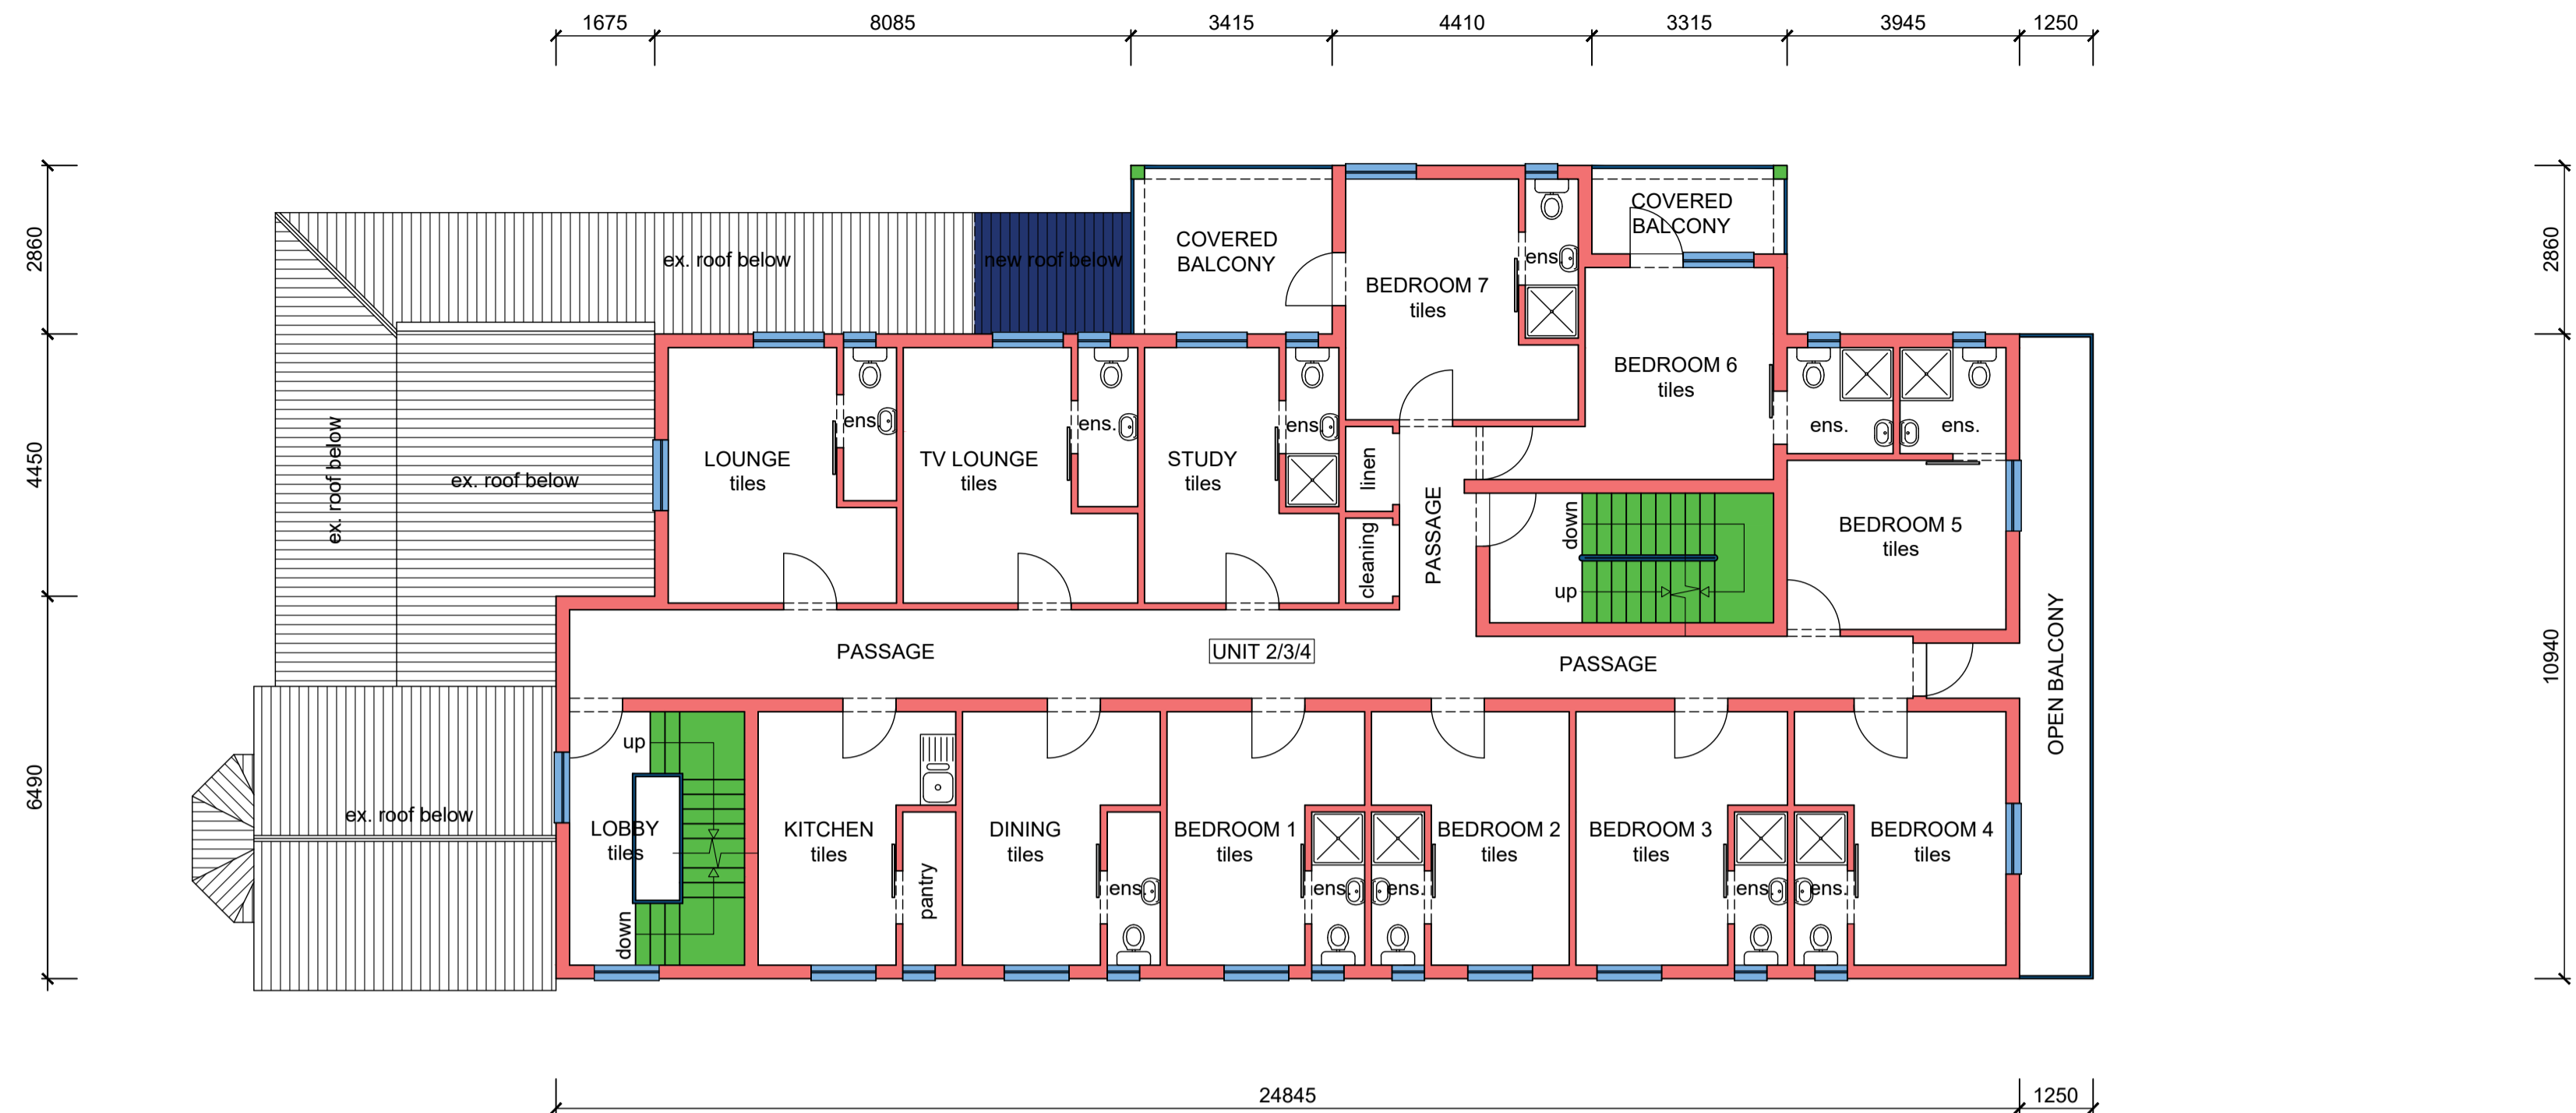 1675
8085
3415
4410
3315
3945
1250
2860
4450
6490
2860
10940
ex. roof below
new roof below
COVERED
BALCONY
BEDROOM 7
tiles
ens.
COVERED
BALCONY
BEDROOM 6
tiles
ex. roof below
ex. roof below
LOUNGE
tiles
ens.
TV LOUNGE
tiles
ens.
STUDY
tiles
ens.
linen
cleaning
PASSAGE
down
up
ens.
ens.
BEDROOM 5
tiles
OPEN BALCONY
PASSAGE
UNIT 2/3/4
PASSAGE
ex. roof below
up
LOBBY
tiles
down
KITCHEN
tiles
pantry
DINING
tiles
ens.
BEDROOM 1
tiles
ens.
ens.
BEDROOM 2
tiles
BEDROOM 3
tiles
ens.
ens.
BEDROOM 4
tiles
24845
1250